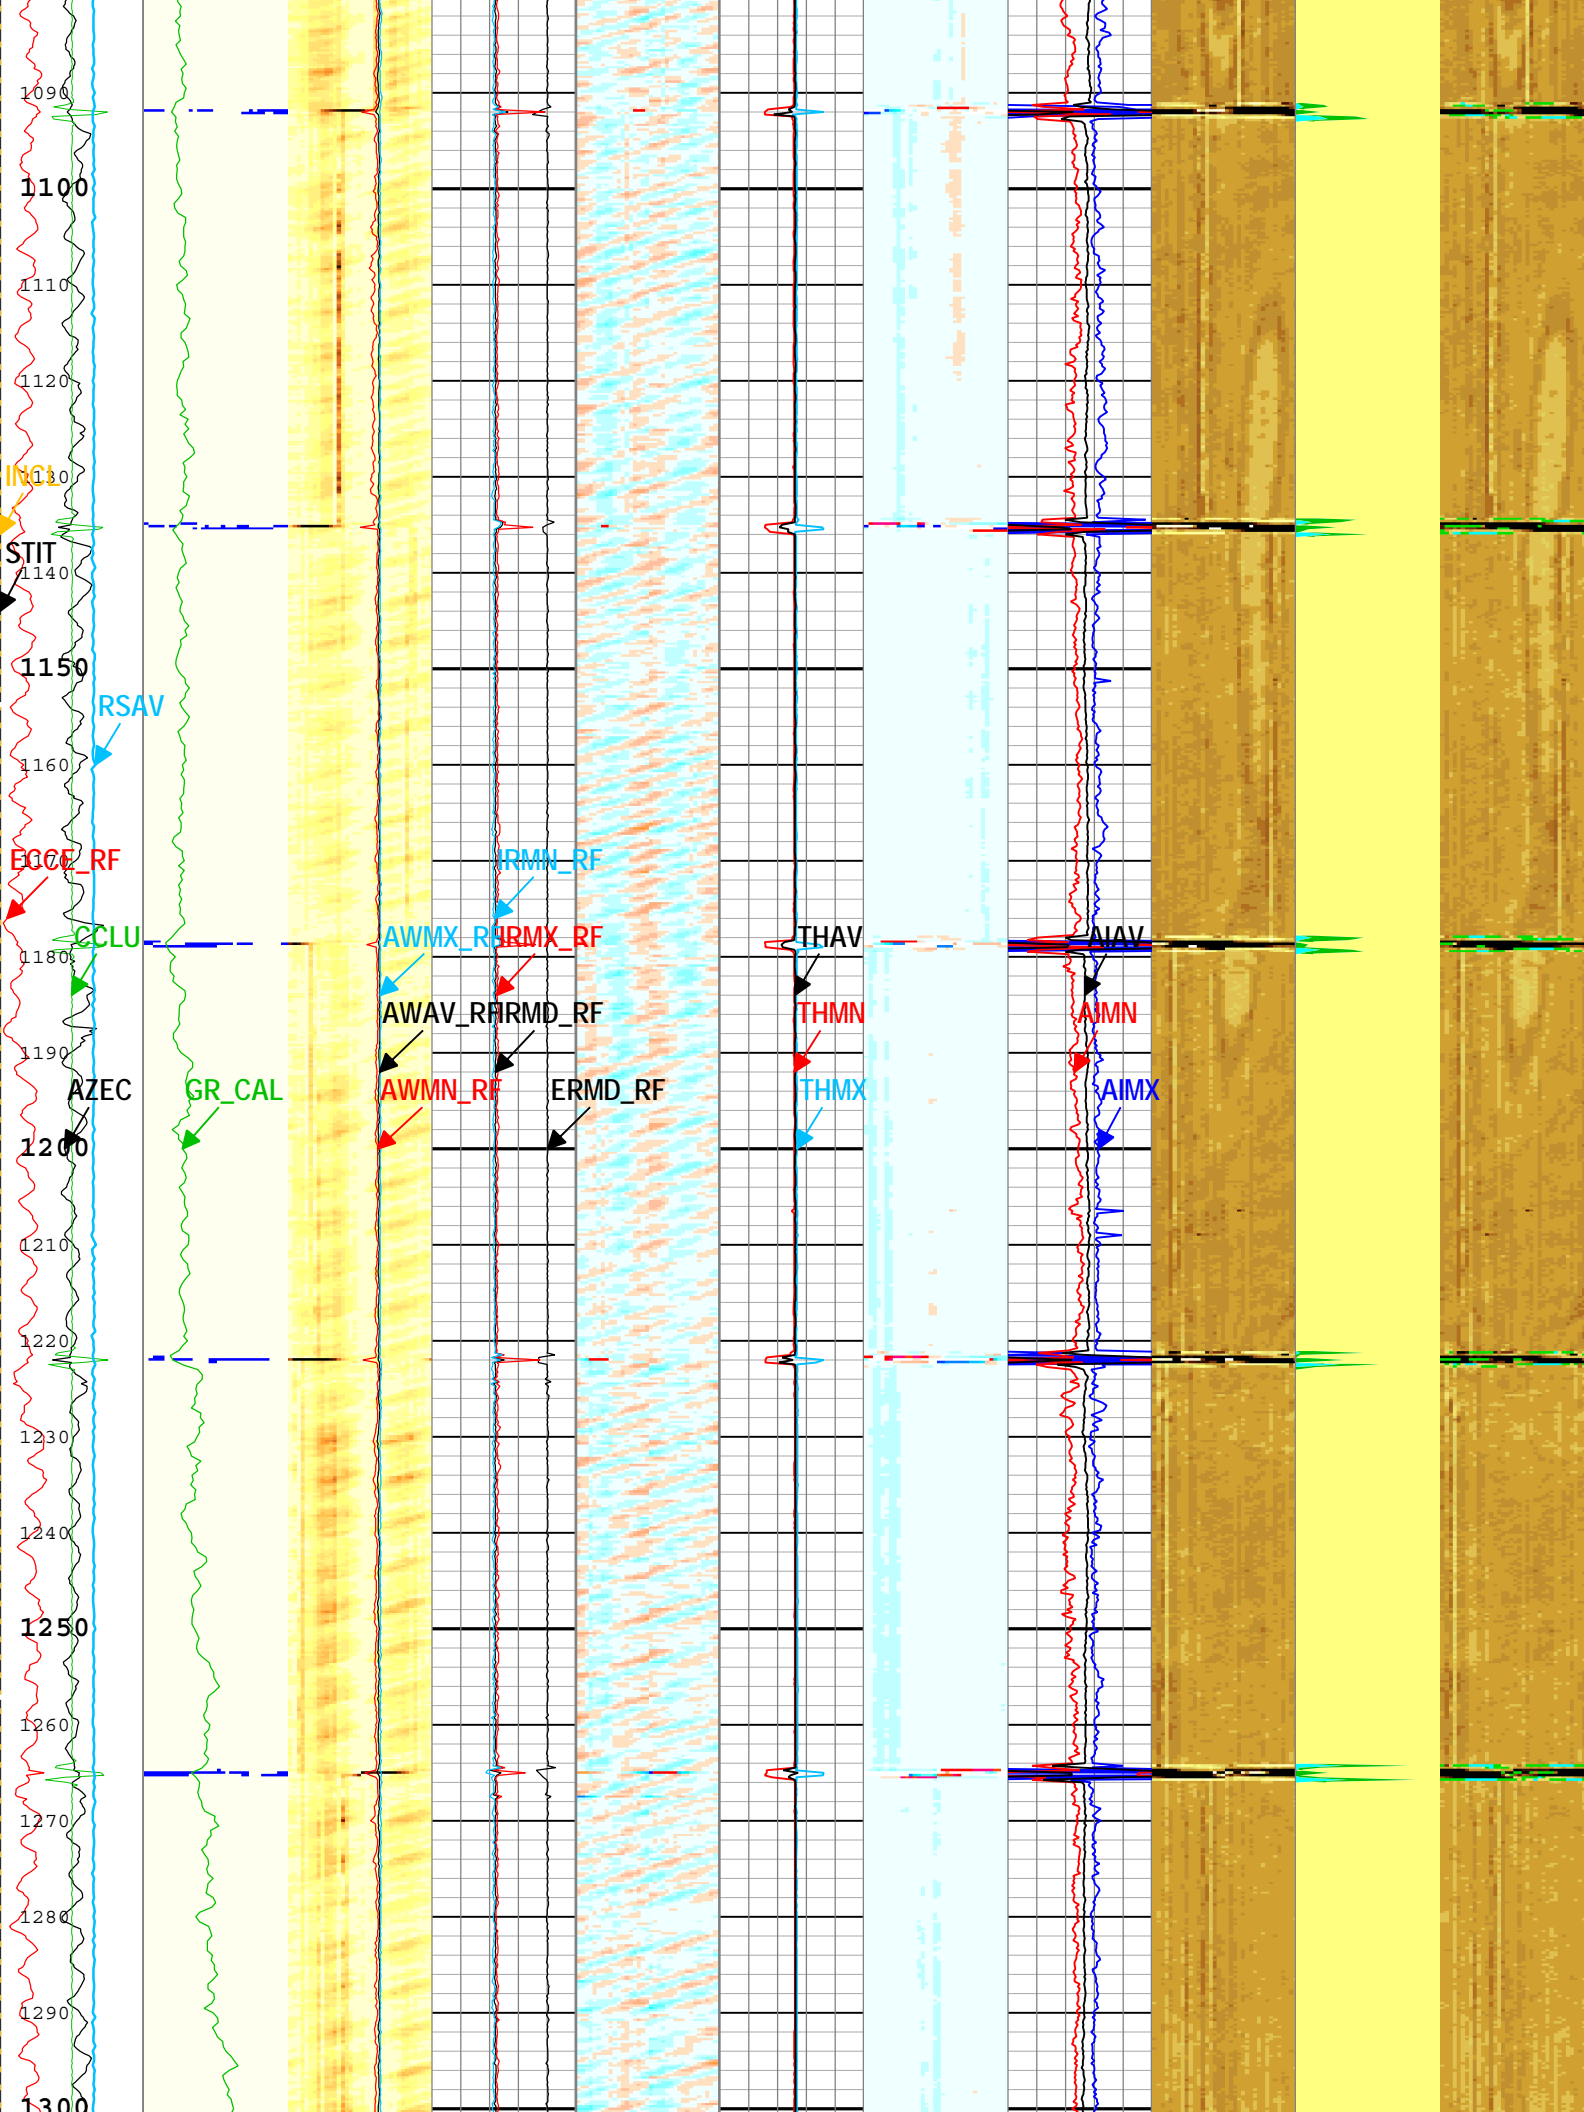 1090
1100
1110
1120
1130
INCL
STIT
1140
1150
RSAV
1160
ECCE_RF
1170
IRMN_RF
CCLU
AWMX_RF
IRMX_RF
THAV
AIAV
1180
AWAV_RF
IRMD_RF
THMN
AIMN
1190
AZEC
GR_CAL
AWMN_RF
ERMD_RF
THMX
AIMX
1200
1210
1220
1230
1240
1250
1260
1270
1280
1290
1300